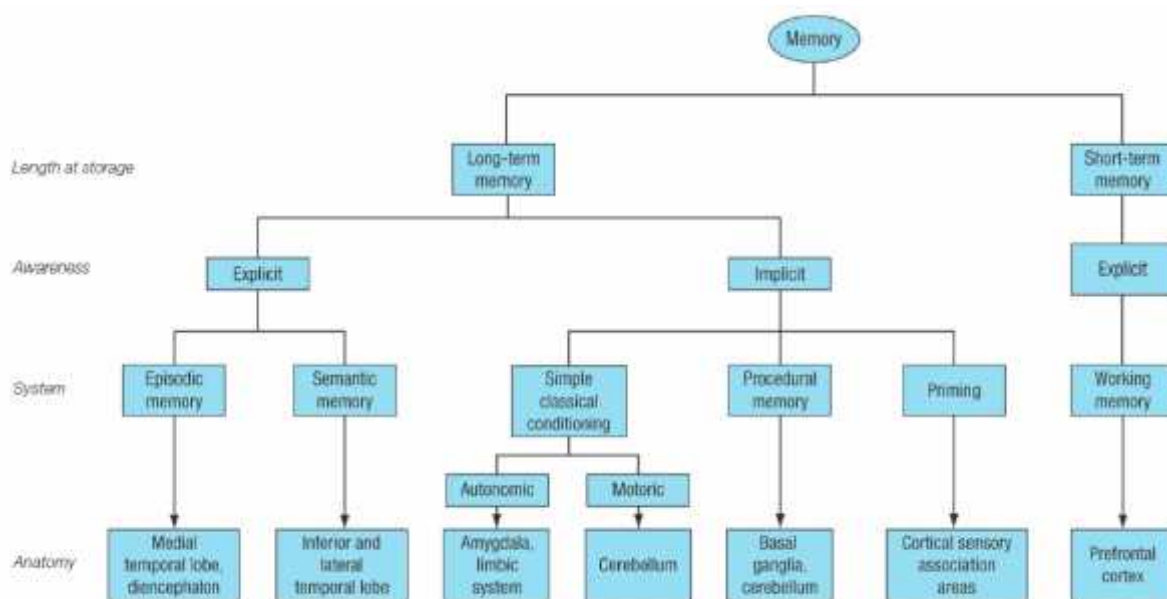 Memory
Length at storage
Long-term
memory
Short-term
memory
Awareness
Explicit
Implicit
Explicit
System
Episodic
memory
Semantic
memory
Simple
classical
conditioning
Procedural
memory
Priming
Working
memory
Autonomic
Motoric
Anatomy
Medial
temporal lobe,
diencephalon
Inferior and
lateral
temporal lobe
Amygdala,
limbic
system
Cerebellum
Basal
ganglia,
cerebellum
Cortical sensory
association
areas
Prefrontal
cortex